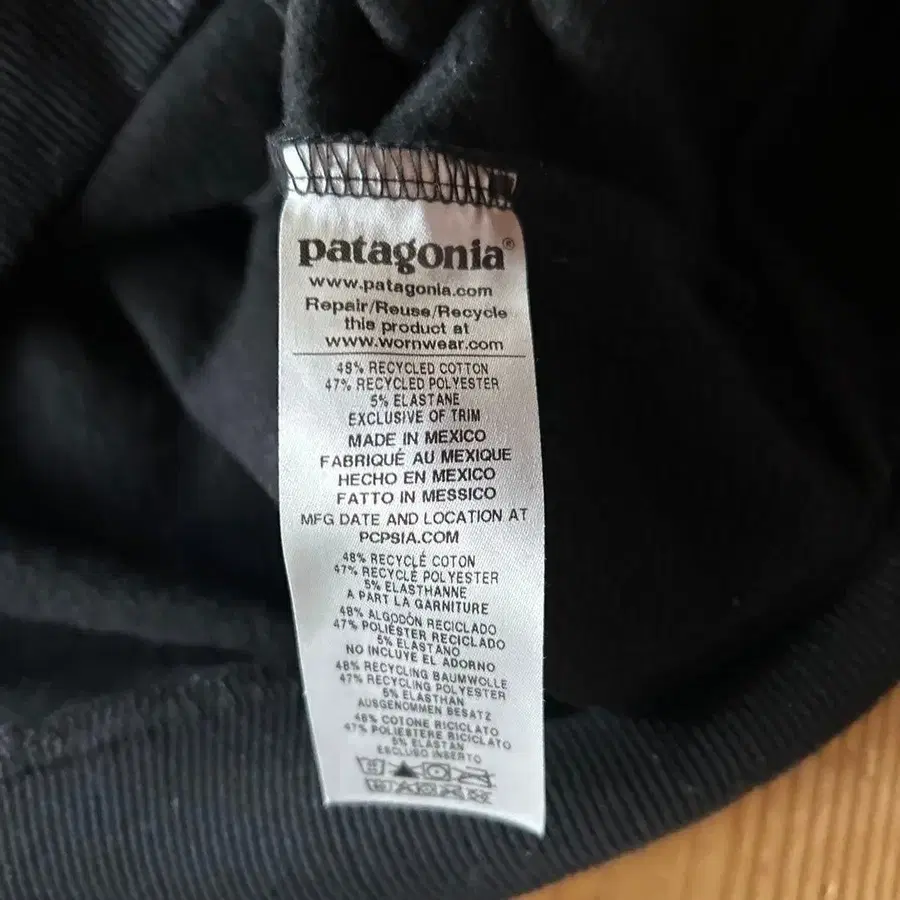 patagonia®
www.patagonia.com
Repair/Reuse/Recycle
this product at
www.wornwear.com
48% RECYCLED COTTON
47% RECYCLED POLYESTER
5% ELASTANE
EXCLUSIVE OF TRIM
MADE IN MEXICO
FABRIQUÉ AU MEXIQUE
HECHO EN MEXICO
FATTO IN MESSICO
MFG DATE AND LOCATION AT
PCPSIA.COM
48% RECYCLÉ COTON
47% RECYCLÉ POLYESTER
5% ELASTHANNE
A PART LA GARNITURE
48% ALGODÓN RECICLADO
47% POLIÉSTER RECICLADO
5% ELASTANO
NO INCLUYE EL ADORNO
48% RECYCLING BAUMWOLLE
47% RECYCLING POLYESTER
5% ELASTHAN
AUSGENOMMEN BESATZ
48% COTONE RICICLATO
47% POLIESTERE RICICLATO
5% ELASTAN
ESCLUSO INSERTO